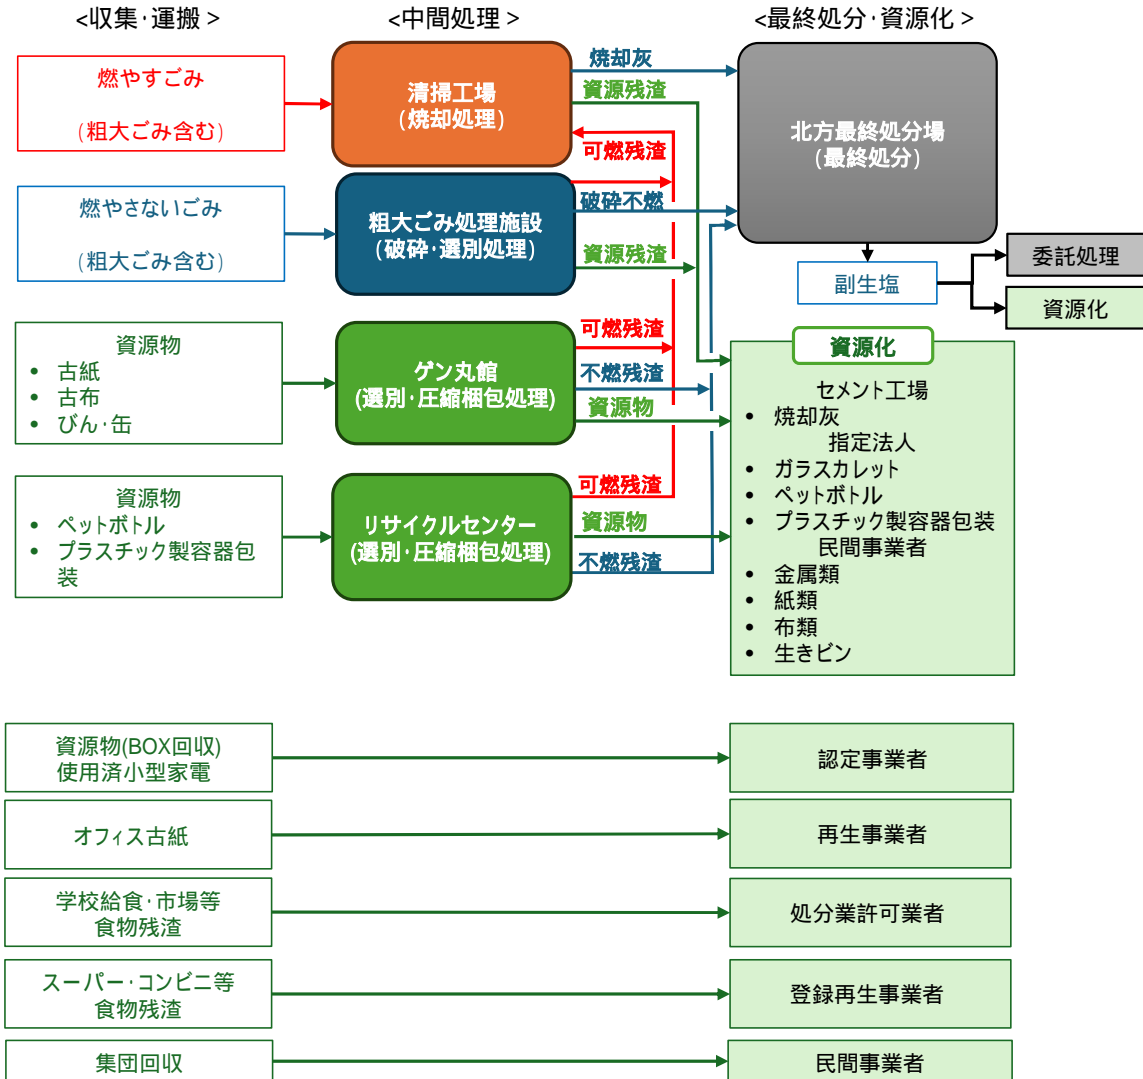 <収集･運搬>
<中間処理>
<最終処分･資源化>
燃やすごみ
(粗大ごみ含む)
清掃工場
(焼却処理)
焼却灰
資源残渣
可燃残渣
北方最終処分場
(最終処分)
燃やさないごみ
(粗大ごみ含む)
粗大ごみ処理施設
(破砕･選別処理)
破砕不燃
資源残渣
副生塩
委託処理
資源化
資源物
• 古紙
• 古布
• びん･缶
ゲン丸館
(選別･圧縮梱包処理)
可燃残渣
不燃残渣
資源物
資源物
• ペットボトル
• プラスチック製容器包
装
リサイクルセンター
(選別･圧縮梱包処理)
可燃残渣
資源物
不燃残渣
資源化
セメント工場
• 焼却灰
指定法人
• ガラスカレット
• ペットボトル
• プラスチック製容器包装
民間事業者
• 金属類
• 紙類
• 布類
• 生きビン
資源物(BOX回収)
使用済小型家電
認定事業者
オフィス古紙
再生事業者
学校給食･市場等
食物残渣
処分業許可業者
スーパー･コンビニ等
食物残渣
登録再生事業者
集団回収
民間事業者